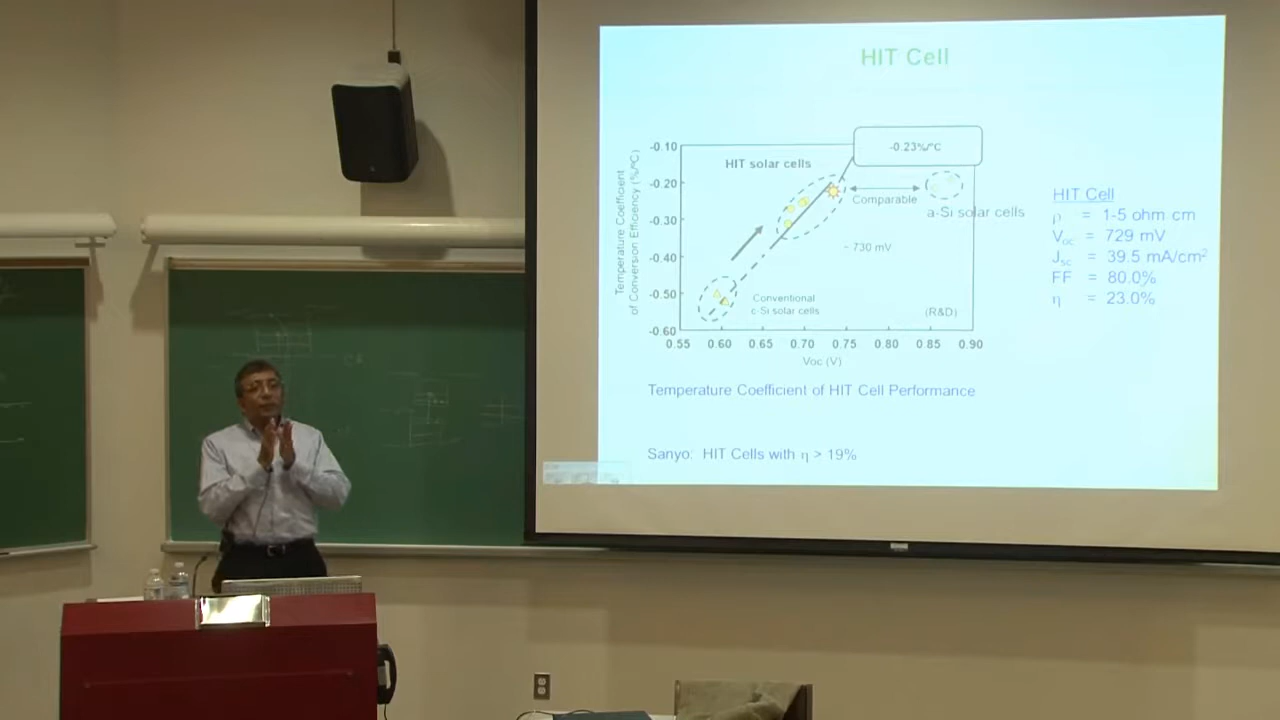 HIT Cell
-0.10
-0.20
-0.30
-0.40
-0.50
-0.60
Temperature Coefficient
of Conversion Efficiency (%/°C)
HIT solar cells
-0.23%/°C
Comparable
a-Si solar cells
~ 730 mV
Conventional
c-Si solar cells
(R&D)
0.55 0.60 0.65 0.70 0.75 0.80 0.85 0.90
Voc (V)
HIT Cell
ρ = 1-5 ohm cm
Voc = 729 mV
Jsc = 39.5 mA/cm²
FF = 80.0%
η = 23.0%
Temperature Coefficient of HIT Cell Performance
Sanyo: HIT Cells with η > 19%